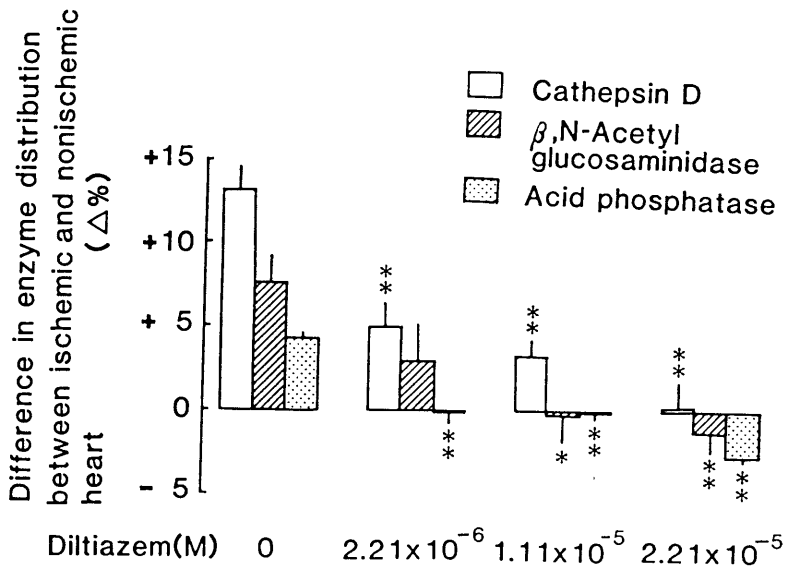 Difference in enzyme distribution
between ischemic and nonischemic
heart (△%)
Cathepsin D
β,N-Acetyl
glucosaminidase
Acid phosphatase
+15
+10
+ 5
0
- 5
**
**
**
*
**
**
**
**
Diltiazem(M) 0 2.21x10⁻⁶ 1.11x10⁻⁵ 2.21x10⁻⁵